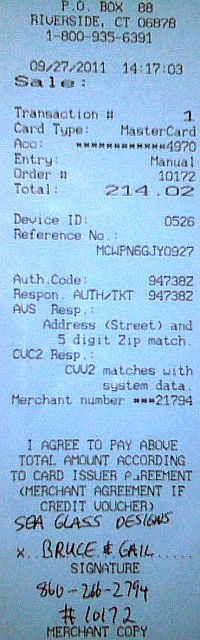 P.O. BOX 88
RIVERSIDE, CT 06878
1-800-935-6391
09/27/2011 14:17:03
Sale:
Transaction # 1
Card Type: MasterCard
Acc: ************4970
Entry: Manual
Order # 10172
Total: 214.02
Device ID: 0526
Reference No.:
MCWPN6GJY0927
Auth.Code: 947382
Respon. AUTH/TKT 947382
AVS Resp.:
Address (Street) and
5 digit Zip match.
CVC2 Resp.:
CVV2 matches with
system data.
Merchant number ***21794
I AGREE TO PAY ABOVE
TOTAL AMOUNT ACCORDING
TO CARD ISSUER AGREEMENT
(MERCHANT AGREEMENT IF
CREDIT VOUCHER)
SEA GLASS DESIGNS
x..BRUCE & GAIL.....
SIGNATURE
860-266-2794
# 10172
MERCHANT COPY